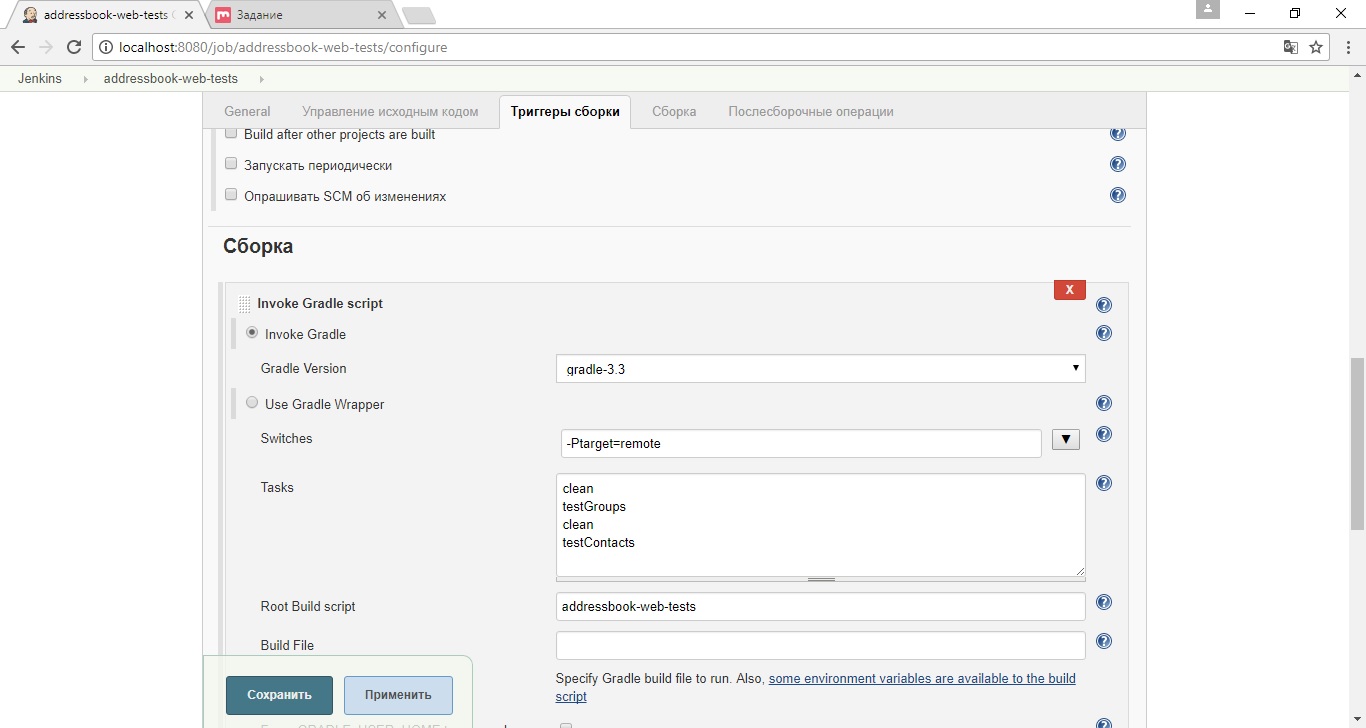 addressbook-web-tests
Задание
localhost:8080/job/addressbook-web-tests/configure
Jenkins addressbook-web-tests
General Управление исходным кодом Триггеры сборки Сборка Послесборочные операции
Build after other projects are built
Запускать периодически
Опрашивать SCM об изменениях
Сборка
X
Invoke Gradle script
Invoke Gradle
Gradle Version gradle-3.3
Use Gradle Wrapper
Switches -Ptarget=remote
Tasks
clean
testGroups
clean
testContacts
Root Build script addressbook-web-tests
Build File
Specify Gradle build file to run. Also, some environment variables are available to the build
script
Сохранить Применить